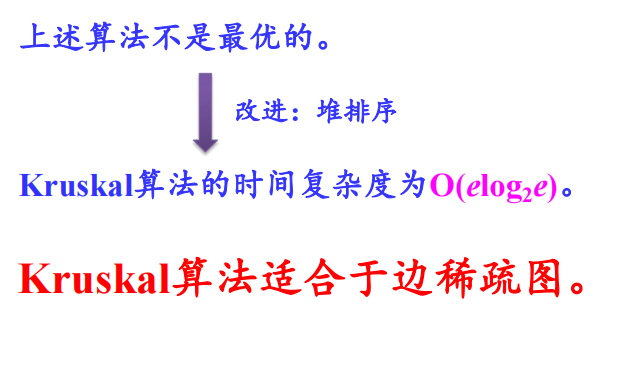 上述算法不是最优的。
改进：堆排序
Kruskal算法的时间复杂度为O(elog₂e)。
Kruskal算法适合于边稀疏图。